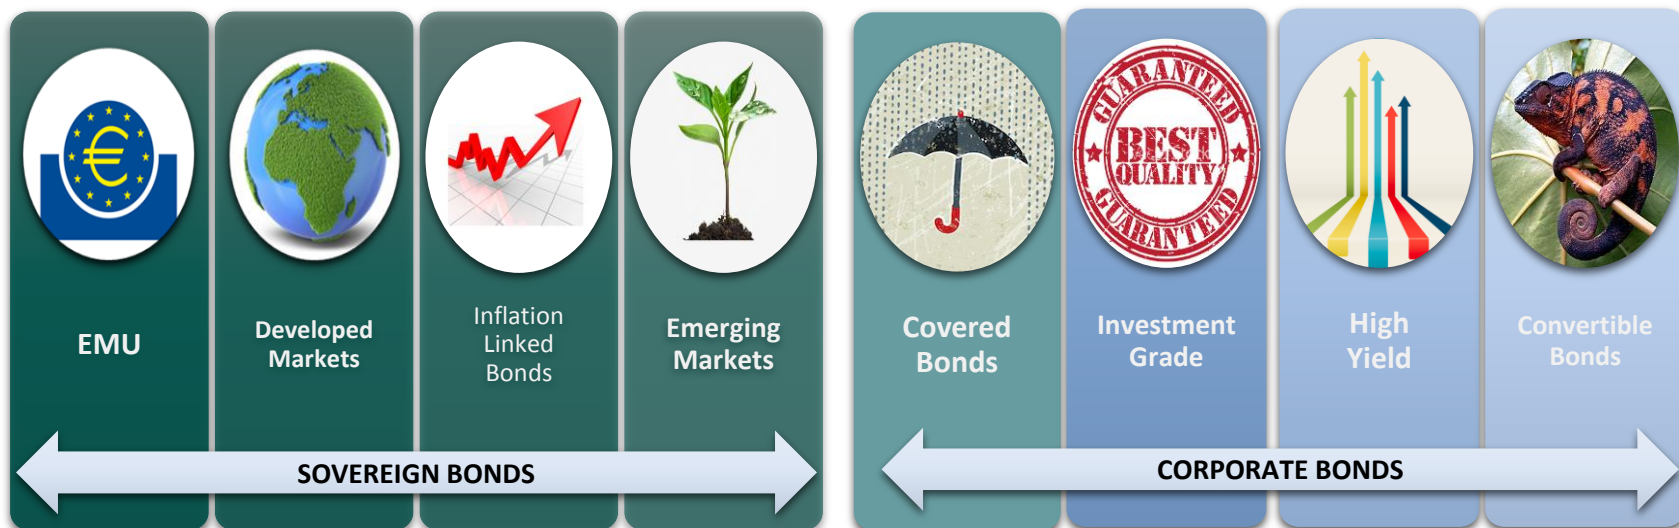 EMU
Developed
Markets
Inflation
Linked
Bonds
Emerging
Markets
SOVEREIGN BONDS
GUARANTEED
BEST
QUALITY
GUARANTEED
Covered
Bonds
Investment
Grade
High
Yield
Convertible
Bonds
CORPORATE BONDS